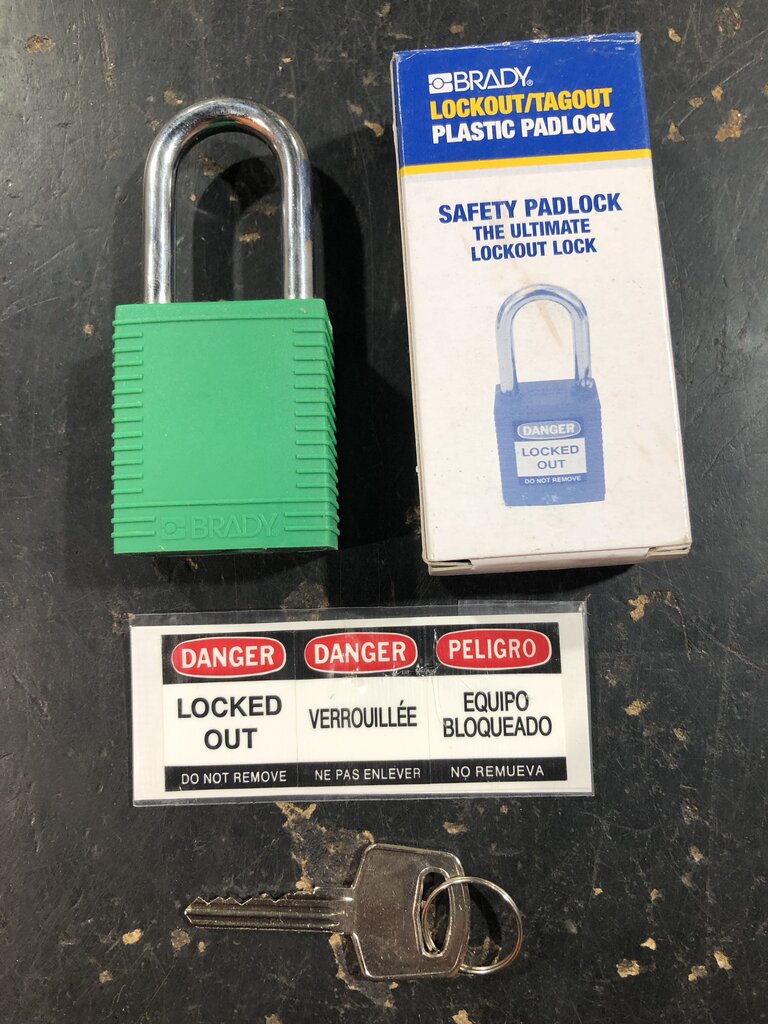 BRADY
LOCKOUT/TAGOUT
PLASTIC PADLOCK
SAFETY PADLOCK
THE ULTIMATE
LOCKOUT LOCK
DANGER
LOCKED
OUT
DO NOT REMOVE
BRADY
DANGER
LOCKED
OUT
DO NOT REMOVE
DANGER
VERROUILLÉE
NE PAS ENLEVER
PELIGRO
EQUIPO
BLOQUEADO
NO REMUEVA